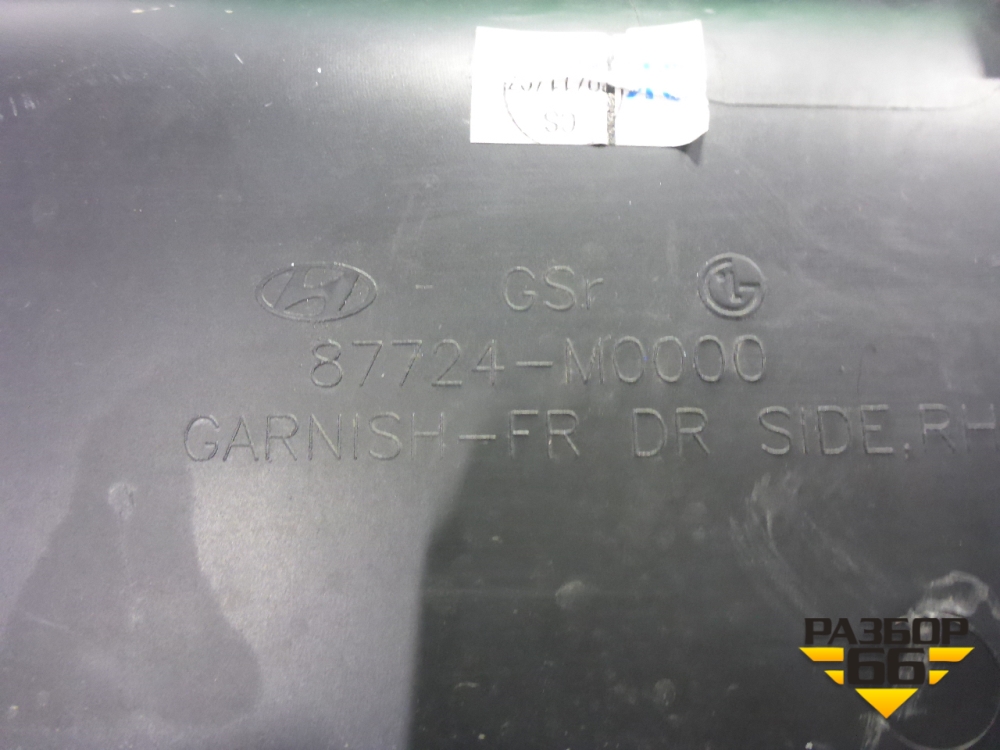 - GSr
87724-M0000
GARNISH-FR DR SIDE,RH
РАЗБОР
66